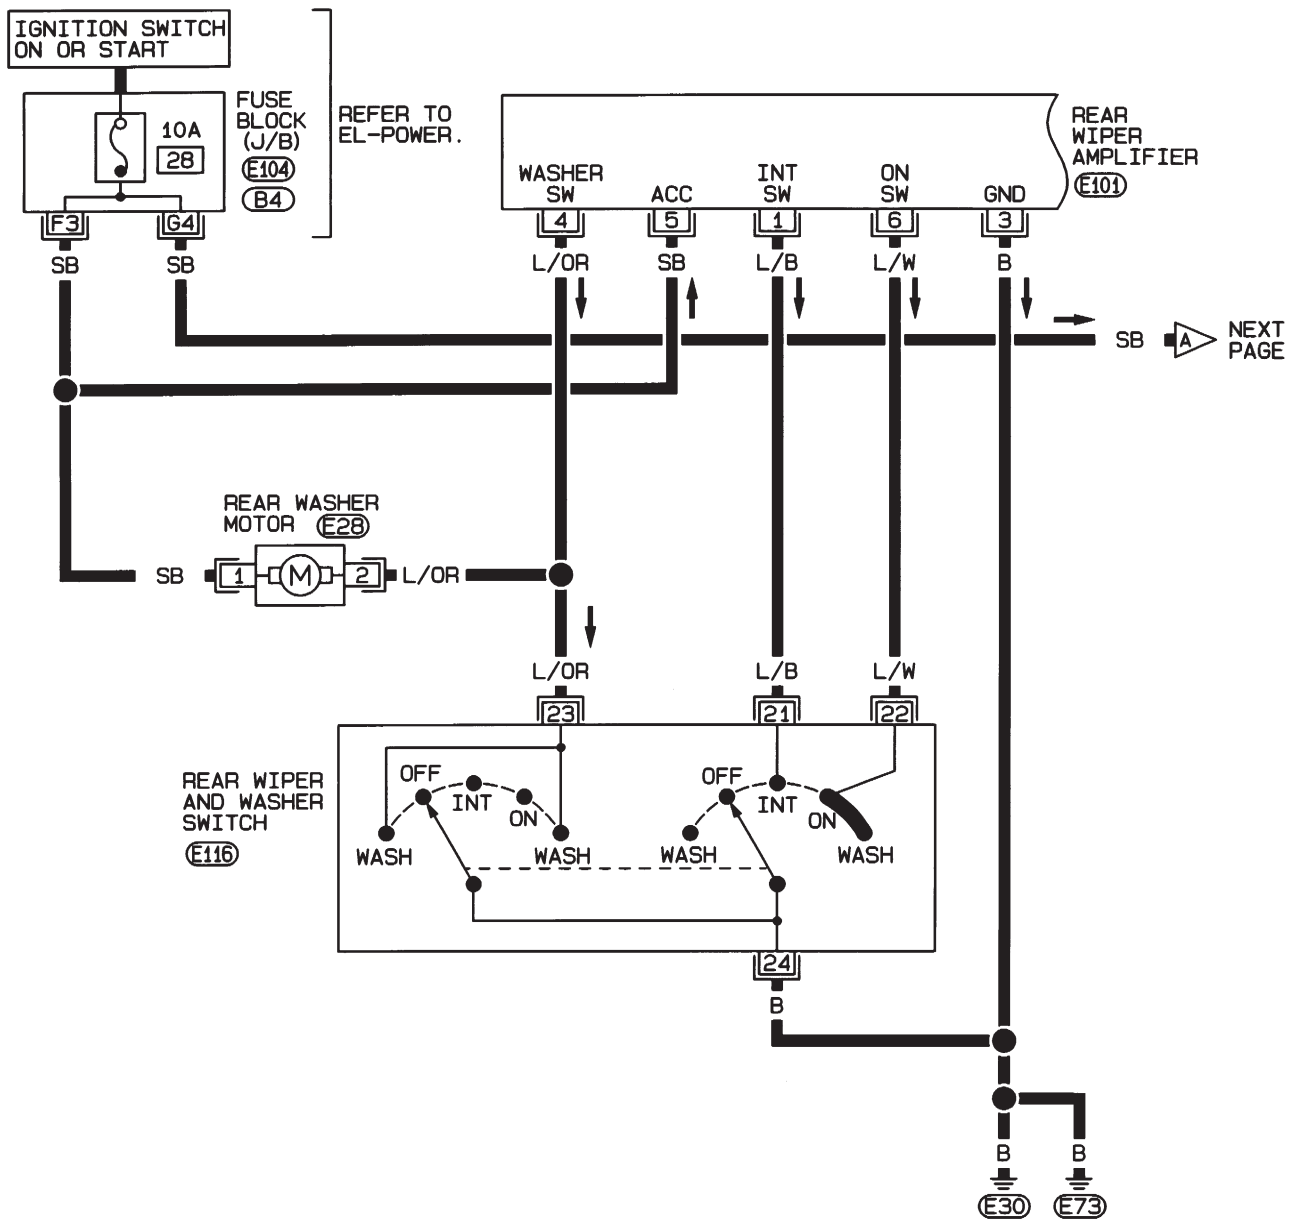 IGNITION SWITCH
ON OR START
FUSE
BLOCK
(J/B)
E104
B4
10A
28
F3
G4
SB
SB
REFER TO
EL-POWER.
REAR
WIPER
AMPLIFIER
E101
WASHER
SW
ACC
INT
SW
ON
SW
GND
4
5
1
6
3
L/OR
SB
L/B
L/W
B
SB
A
NEXT
PAGE
REAR WASHER
MOTOR
E28
SB
1
M
2
L/OR
L/OR
L/B
L/W
23
21
22
REAR WIPER
AND WASHER
SWITCH
E116
OFF
INT
ON
WASH
WASH
OFF
INT
ON
WASH
WASH
24
B
B
B
E30
E73